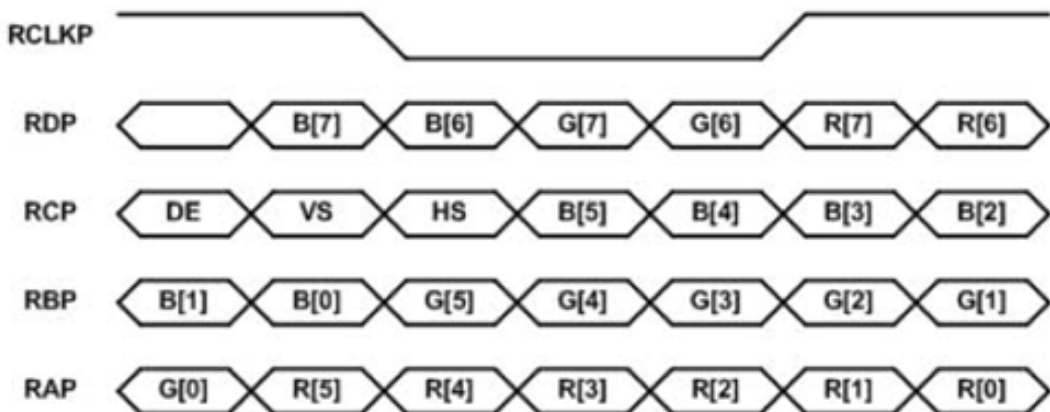 RCLKP
RDP B[7] B[6] G[7] G[6] R[7] R[6]
RCP DE VS HS B[5] B[4] B[3] B[2]
RBP B[1] B[0] G[5] G[4] G[3] G[2] G[1]
RAP G[0] R[5] R[4] R[3] R[2] R[1] R[0]